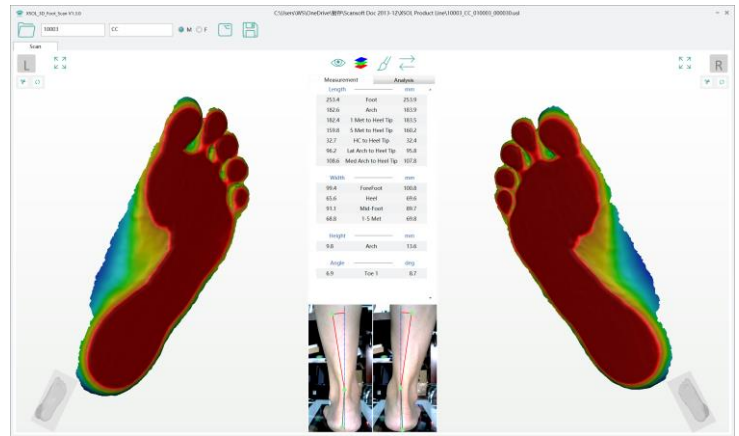 XSOL_3D_Foot_Scan V1.3.0
C:\Users\WSI\OneDrive\桌面\Scansoft Doc 2013-12\XSOL Product Line\10003_CC_010003_000030.usd
10003 CC M F
Scan
L R
Measurement Analysis
Length mm
253.4 Foot 253.9
182.6 Arch 183.9
182.4 1 Met to Heel Tip 183.5
159.8 5 Met to Heel Tip 160.2
32.7 HC to Heel Tip 32.4
96.2 Lat Arch to Heel Tip 95.8
108.6 Med Arch to Heel Tip 107.8
Width mm
99.4 ForeFoot 100.8
65.6 Heel 69.6
91.1 Mid-Foot 89.7
68.8 1-5 Met 69.8
Height mm
9.8 Arch 13.6
Angle deg
6.9 Toe 1 8.7